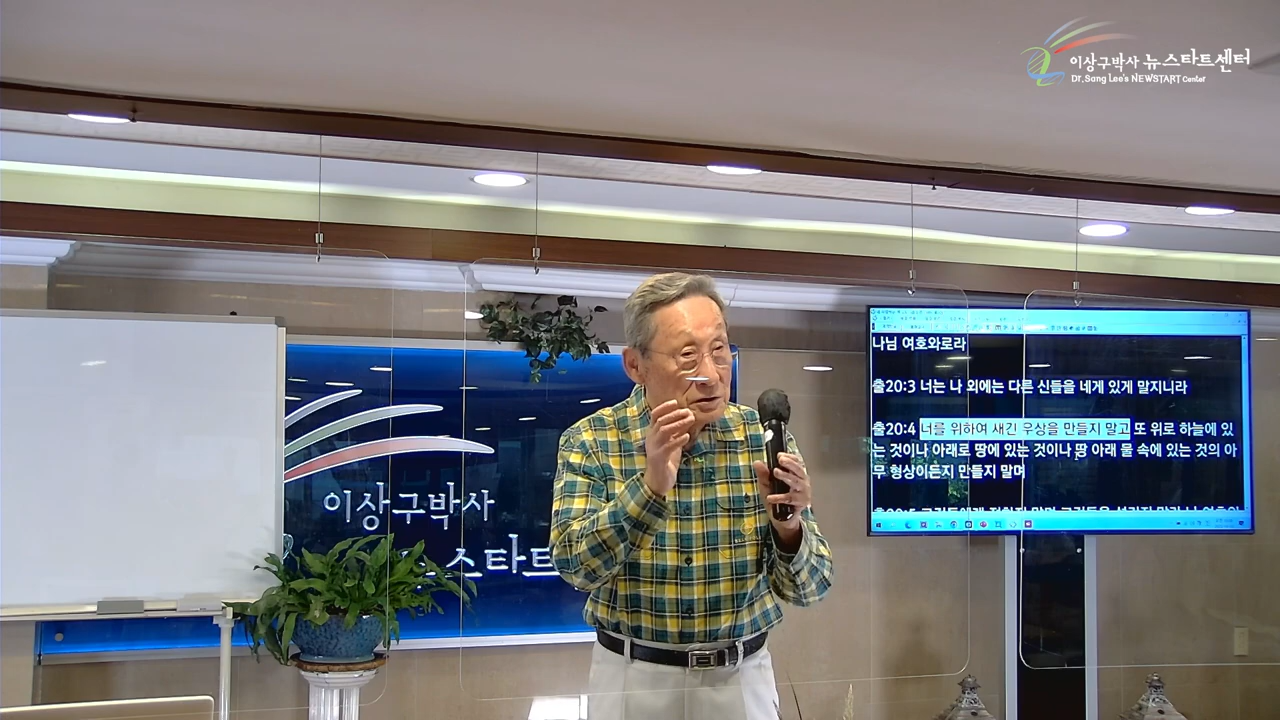 이상구박사 뉴스타트센터
Dr. Sang Lee's NEWSTART Center
나님 여호와로라
출20:3 너는 나 외에는 다른 신들을 네게 있게 말지니라
출20:4 너를 위하여 새긴 우상을 만들지 말고 또 위로 하늘에 있
는 것이나 아래로 땅에 있는 것이나 땅 아래 물 속에 있는 것의 아
무 형상이든지 만들지 말며
이상구박사
스타트